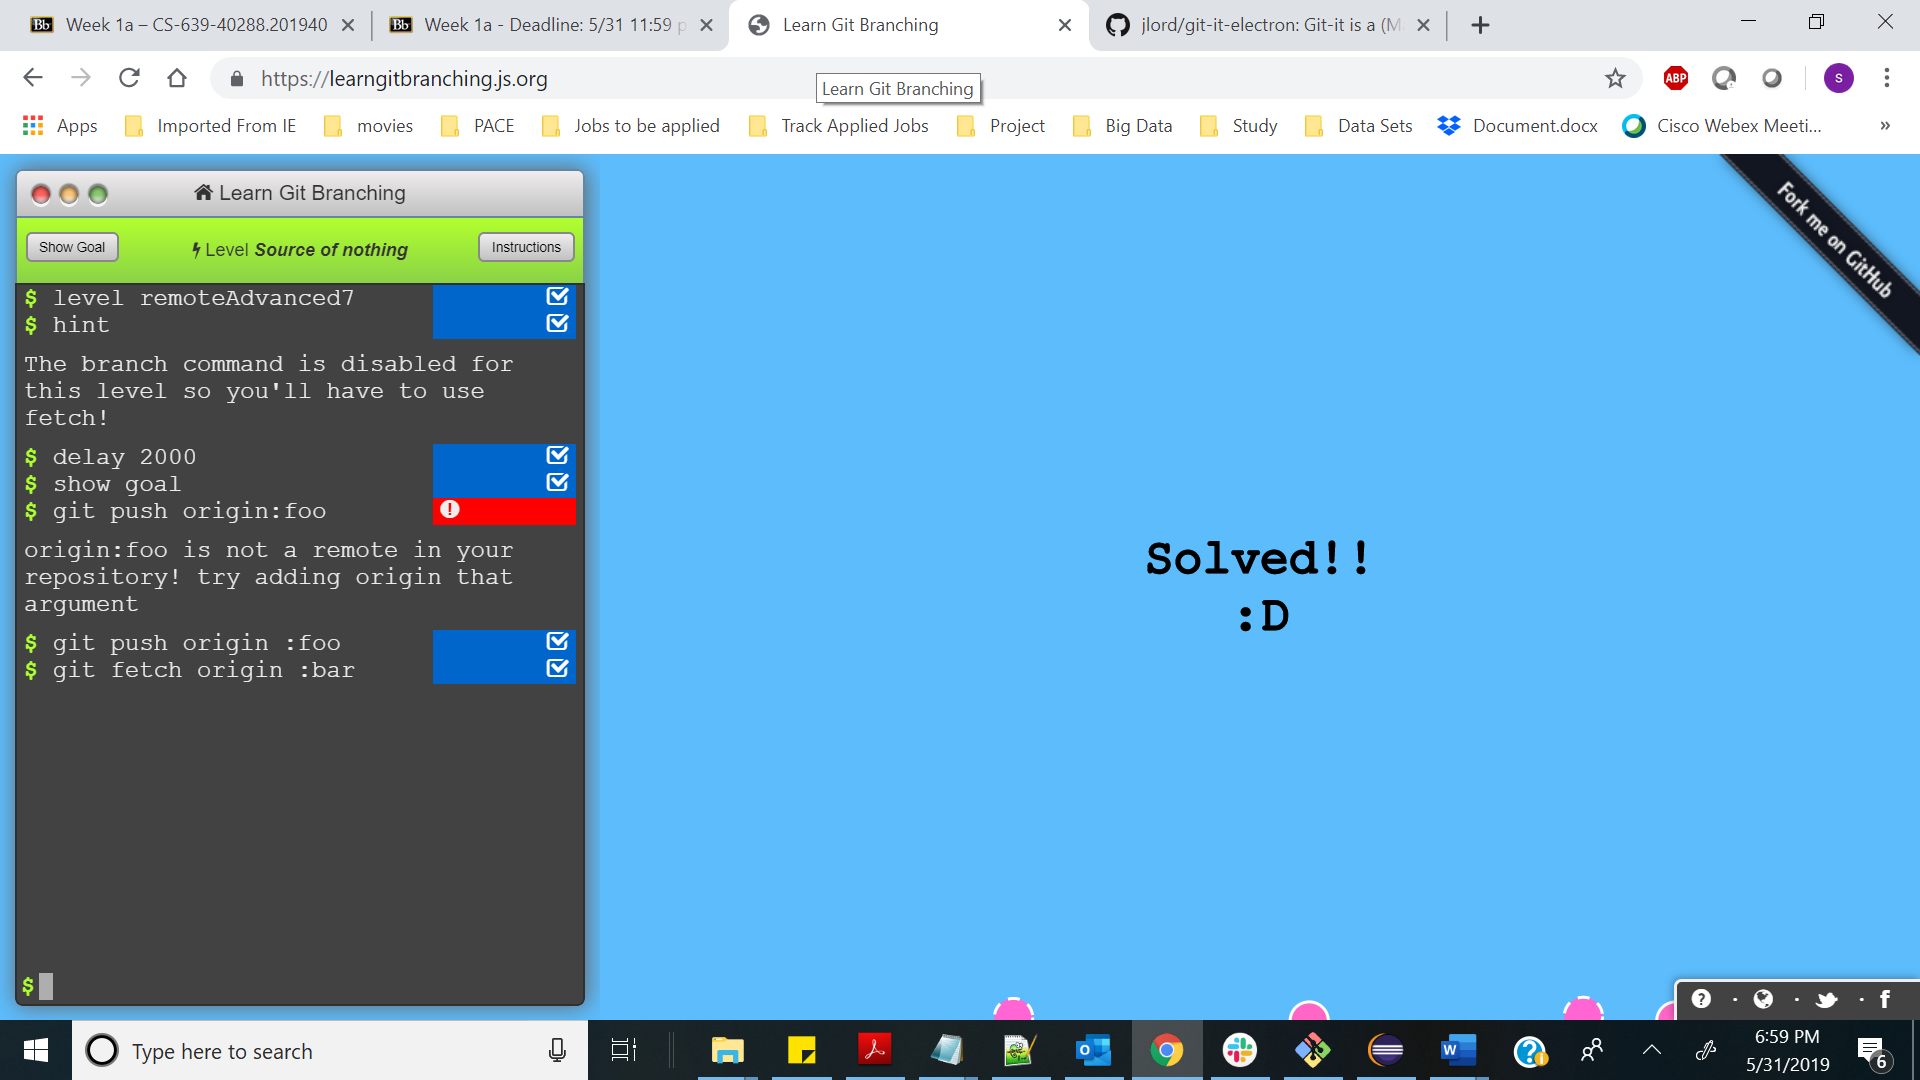 Week 1a – CS-639-40288.201940
Week 1a - Deadline: 5/31 11:59 p
Learn Git Branching
jlord/git-it-electron: Git-it is a (M
https://learngitbranching.js.org
Learn Git Branching
ABP
s
Apps
Imported From IE
movies
PACE
Jobs to be applied
Track Applied Jobs
Project
Big Data
Study
Data Sets
Document.docx
Cisco Webex Meeti...
»
Fork me on GitHub
Learn Git Branching
Show Goal
Level Source of nothing
Instructions
$ level remoteAdvanced7
$ hint
The branch command is disabled for
this level so you'll have to use
fetch!
$ delay 2000
$ show goal
$ git push origin:foo
origin:foo is not a remote in your
repository! try adding origin that
argument
$ git push origin :foo
$ git fetch origin :bar
$
Solved!!
:D
Type here to search
6:59 PM
5/31/2019
6